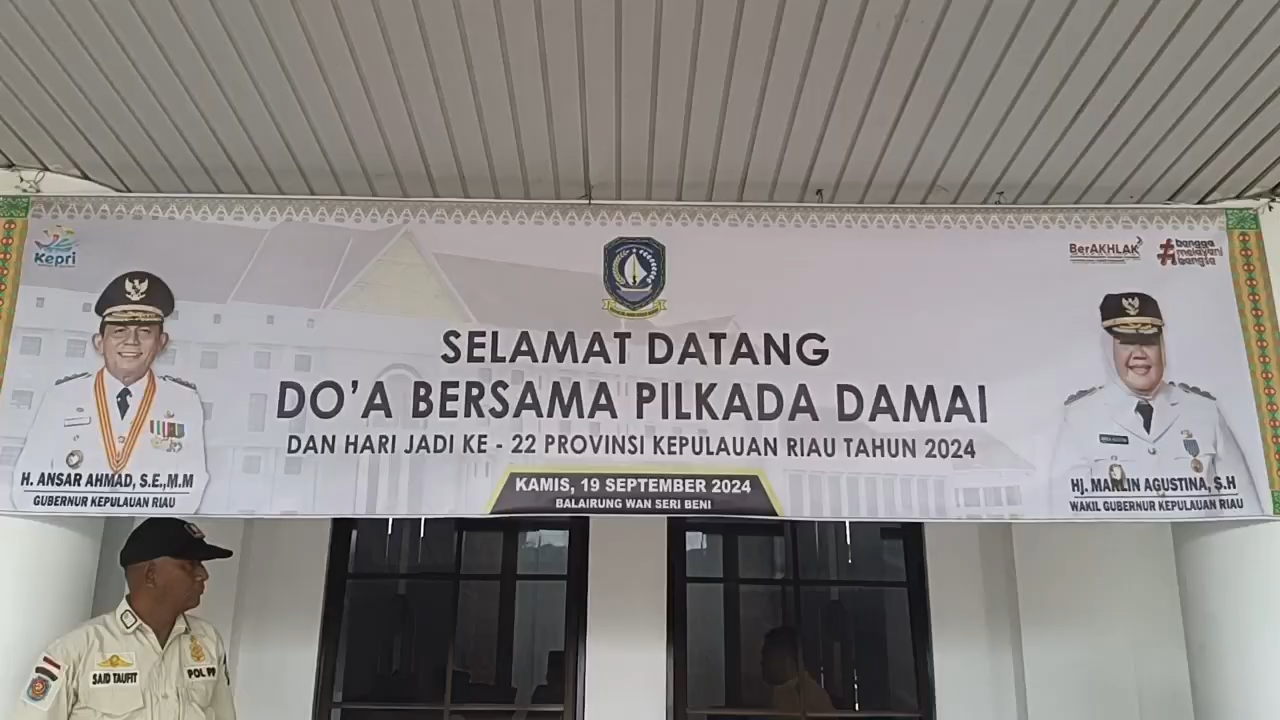 Kepri
BerAKHLAK
# bangga
melayani
bangsa
SELAMAT DATANG
DO'A BERSAMA PILKADA DAMAI
DAN HARI JADI KE - 22 PROVINSI KEPULAUAN RIAU TAHUN 2024
KAMIS, 19 SEPTEMBER 2024
BALAIRUNG WAN SERI BENI
H. ANSAR AHMAD, S.E.,M.M
GUBERNUR KEPULAUAN RIAU
HJ. MARLIN AGUSTINA, S.H
WAKIL GUBERNUR KEPULAUAN RIAU
SAID TAUFIT
POL PP